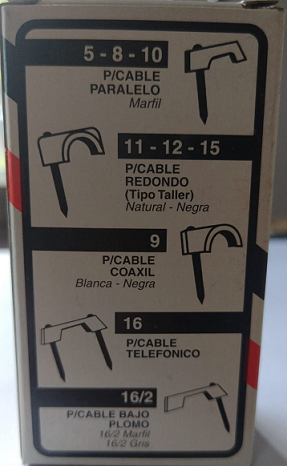 5 - 8 - 10
P/CABLE
PARALELO
Marfil
11 - 12 - 15
P/CABLE
REDONDO
(Tipo Taller)
Natural - Negra
9
P/CABLE
COAXIL
Blanca - Negra
16
P/CABLE
TELEFONICO
16/2
P/CABLE BAJO
PLOMO
16/2 Marfil
16/2 Gris